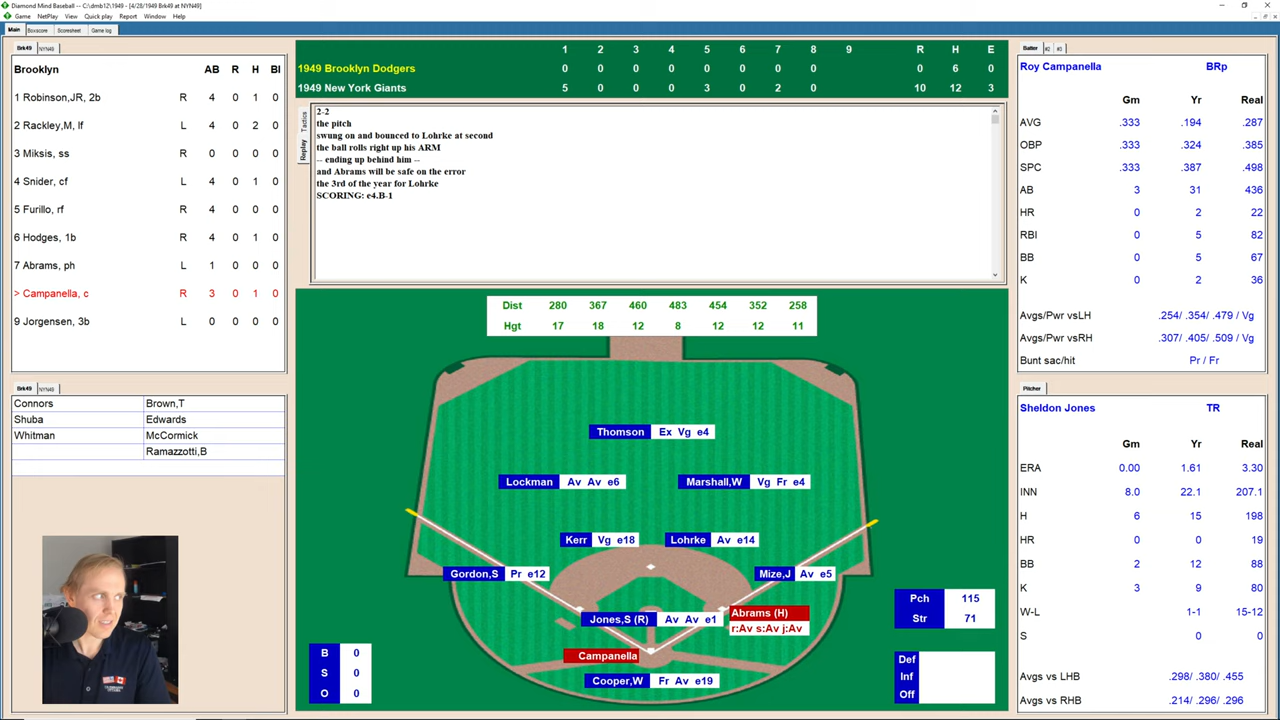 Diamond Mind Baseball -- C:\dmb12\1949 - [4/28/1949 Brk49 at NYN49]
Game NetPlay View Quick play Report Window Help
Main Boxscore Scoresheet Game log
Brk49 NYN49
Brooklyn AB R H BI
1 Robinson,JR, 2b R 4 0 1 0
2 Rackley,M, lf L 4 0 2 0
3 Miksis, ss R 0 0 0 0
4 Snider, cf L 4 0 1 0
5 Furillo, rf R 4 0 0 0
6 Hodges, 1b R 4 0 1 0
7 Abrams, ph L 1 0 0 0
> Campanella, c R 3 0 1 0
9 Jorgensen, 3b L 0 0 0 0
Brk49 NYN49
Connors Brown,T
Shuba Edwards
Whitman McCormick
Ramazzotti,B
1 2 3 4 5 6 7 8 9 R H E
1949 Brooklyn Dodgers 0 0 0 0 0 0 0 0 0 6 0
1949 New York Giants 5 0 0 0 3 0 2 0 10 12 3
Tactics
Replay
2-2
the pitch
swung on and bounced to Lohrke at second
the ball rolls right up his ARM
-- ending up behind him --
and Abrams will be safe on the error
the 3rd of the year for Lohrke
SCORING: e4.B-1
Dist 280 367 460 483 454 352 258
Hgt 17 18 12 8 12 12 11
Thomson Ex Vg e4
Lockman Av Av e6
Marshall,W Vg Fr e4
Kerr Vg e18
Lohrke Av e14
Gordon,S Pr e12
Mize,J Av e5
Jones,S (R) Av Av e1
Abrams (H)
r:Av s:Av j:Av
Campanella
Cooper,W Fr Av e19
B 0
S 0
O 0
Pch 115
Str 71
Def
Inf
Off
Batter #2 #3
Roy Campanella BRp
Gm Yr Real
AVG .333 .194 .287
OBP .333 .324 .385
SPC .333 .387 .498
AB 3 31 436
HR 0 2 22
RBI 0 5 82
BB 0 5 67
K 0 2 36
Avgs/Pwr vsLH .254/ .354/ .479 / Vg
Avgs/Pwr vsRH .307/ .405/ .509 / Vg
Bunt sac/hit Pr / Fr
Pitcher
Sheldon Jones TR
Gm Yr Real
ERA 0.00 1.61 3.30
INN 8.0 22.1 207.1
H 6 15 198
HR 0 0 19
BB 2 12 88
K 3 9 80
W-L 1-1 15-12
S 0 0
Avgs vs LHB .298/ .380/ .455
Avgs vs RHB .214/ .296/ .296